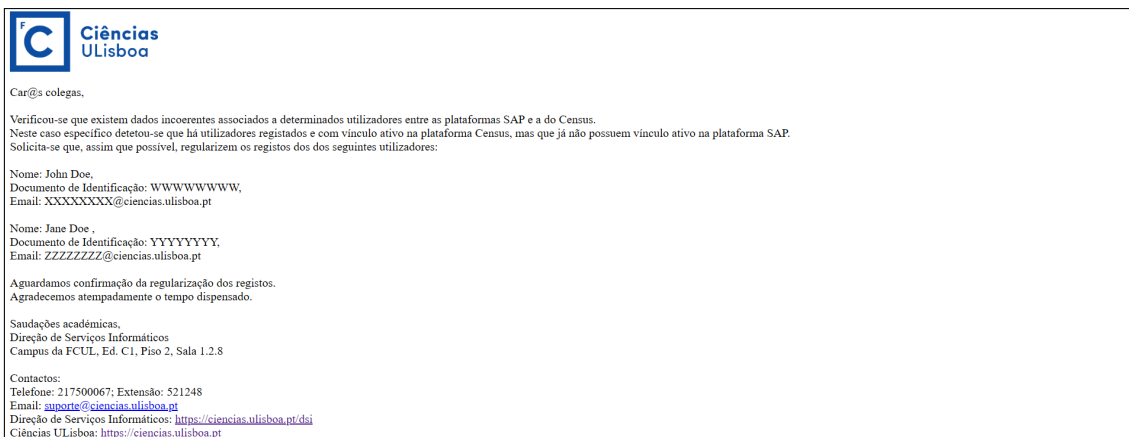 F
C
Ciências
ULisboa
Car@s colegas,
Verificou-se que existem dados incoerentes associados a determinados utilizadores entre as plataformas SAP e a do Census.
Neste caso específico detetou-se que há utilizadores registados e com vínculo ativo na plataforma Census, mas que já não possuem vínculo ativo na plataforma SAP.
Solicita-se que, assim que possível, regularizem os registos dos dos seguintes utilizadores:
Nome: John Doe,
Documento de Identificação: WWWWWWWW,
Email: XXXXXXXX@ciencias.ulisboa.pt
Nome: Jane Doe ,
Documento de Identificação: YYYYYYYY,
Email: ZZZZZZZZ@ciencias.ulisboa.pt
Aguardamos confirmação da regularização dos registos.
Agradecemos atempadamente o tempo dispensado.
Saudações académicas,
Direção de Serviços Informáticos
Campus da FCUL, Ed. C1, Piso 2, Sala 1.2.8
Contactos:
Telefone: 217500067; Extensão: 521248
Email: suporte@ciencias.ulisboa.pt
Direção de Serviços Informáticos: https://ciencias.ulisboa.pt/dsi
Ciências ULisboa: https://ciencias.ulisboa.pt